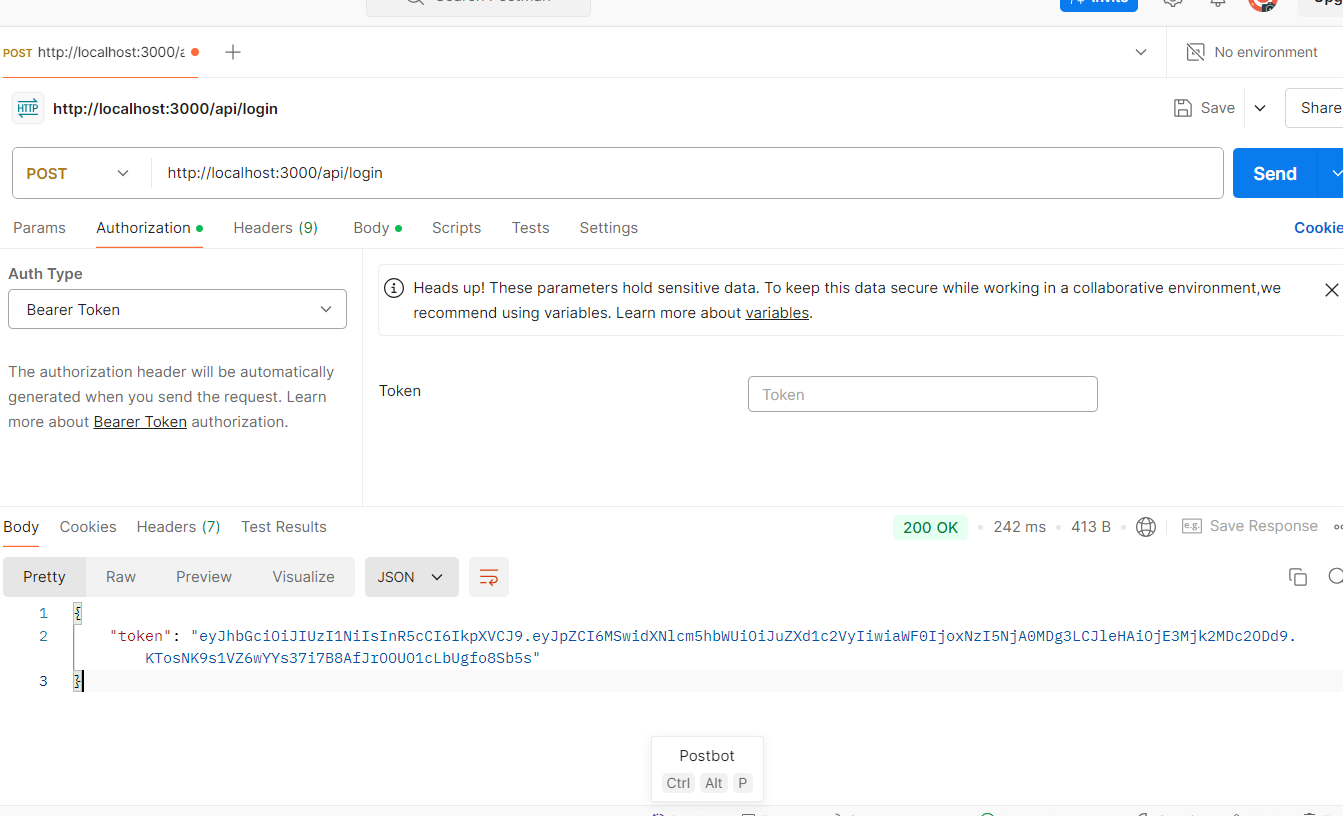 POST http://localhost:3000/a
No environment
HTTP http://localhost:3000/api/login
Save
Share
POST http://localhost:3000/api/login
Send
Params Authorization Headers (9) Body Scripts Tests Settings
Cookie
Auth Type
Bearer Token
The authorization header will be automatically
generated when you send the request. Learn
more about Bearer Token authorization.
Heads up! These parameters hold sensitive data. To keep this data secure while working in a collaborative environment,we
recommend using variables. Learn more about variables.
Token
Token
Body Cookies Headers (7) Test Results
200 OK 242 ms 413 B e.g. Save Response
Pretty Raw Preview Visualize JSON
1 {
2 "token": "eyJhbGciOiJIUzI1NiIsInR5cCI6IkpXVCJ9.eyJpZCI6MSwidXNlcm5hbWUiOiJuZXd1c2VyIiwiaWF0IjoxNzI5NjA0MDg3LCJleHAiOjE3Mjk2MDc2ODd9.
KTosNK9s1VZ6wYYs37i7B8AfJrOOUO1cLbUgfo8Sb5s"
3 }
Postbot
Ctrl Alt P